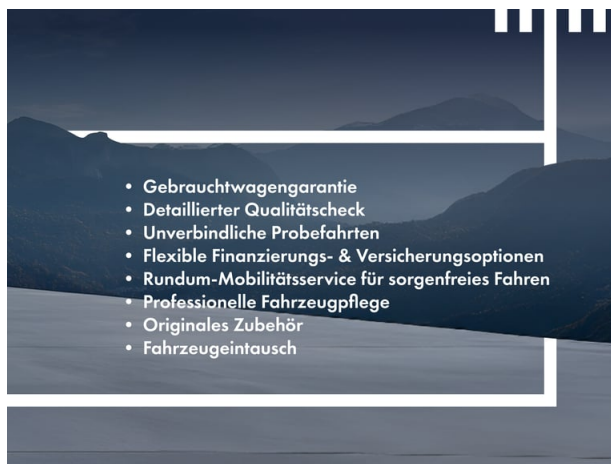 • Gebrauchtwagengarantie
• Detaillierter Qualitätscheck
• Unverbindliche Probefahrten
• Flexible Finanzierungs- & Versicherungsoptionen
• Rundum-Mobilitätsservice für sorgenfreies Fahren
• Professionelle Fahrzeugpflege
• Originales Zubehör
• Fahrzeugeintausch